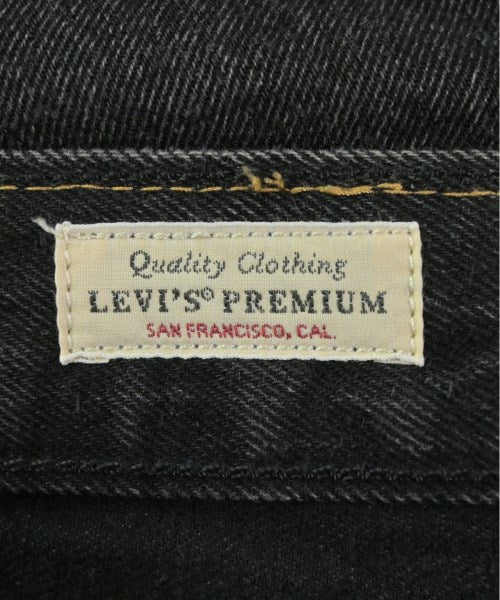 Quality Clothing
LEVI'S® PREMIUM
SAN FRANCISCO, CAL.